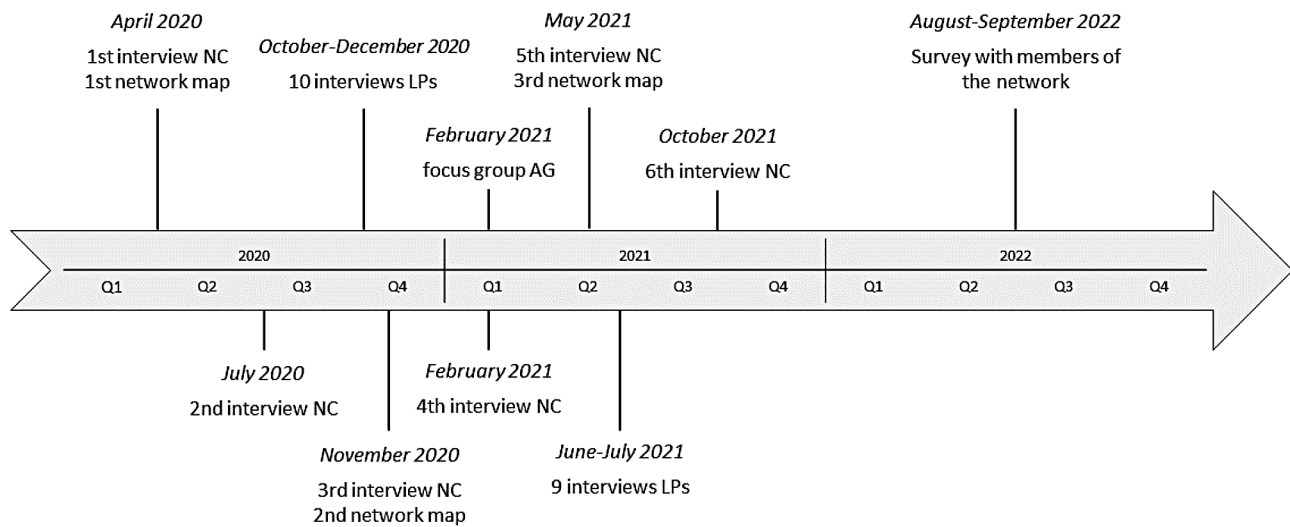 April 2020
1st interview NC
1st network map
October-December 2020
10 interviews LPs
February 2021
focus group AG
May 2021
5th interview NC
3rd network map
October 2021
6th interview NC
August-September 2022
Survey with members of
the network
2020
2021
2022
Q1 Q2 Q3 Q4 Q1 Q2 Q3 Q4 Q1 Q2 Q3 Q4
July 2020
2nd interview NC
November 2020
3rd interview NC
2nd network map
February 2021
4th interview NC
June-July 2021
9 interviews LPs